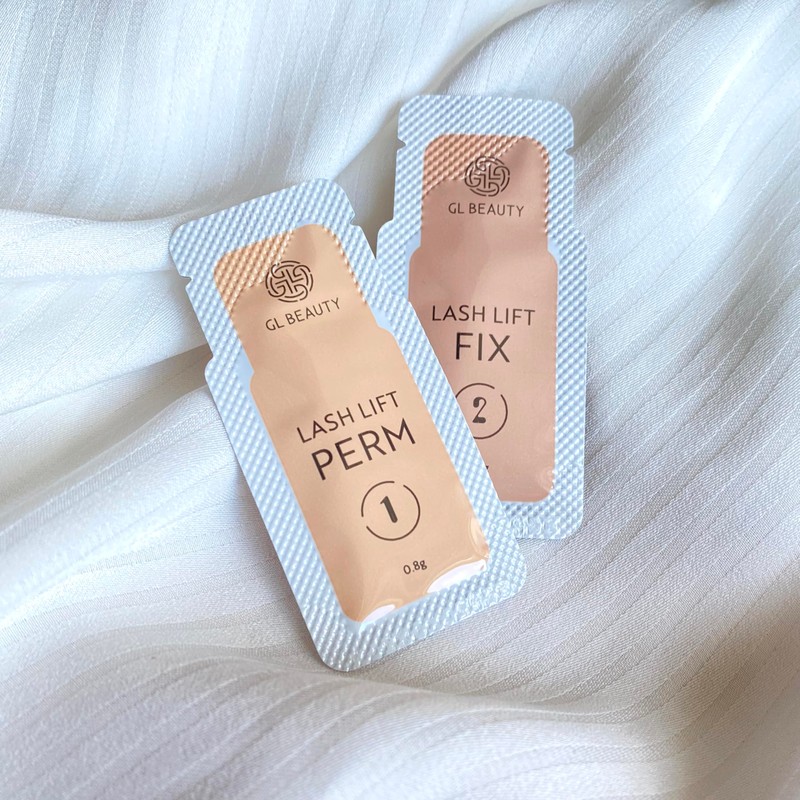 GL BEAUTY
LASH LIFT
PERM
1
0.8g
GL BEAUTY
LASH LIFT
FIX
2